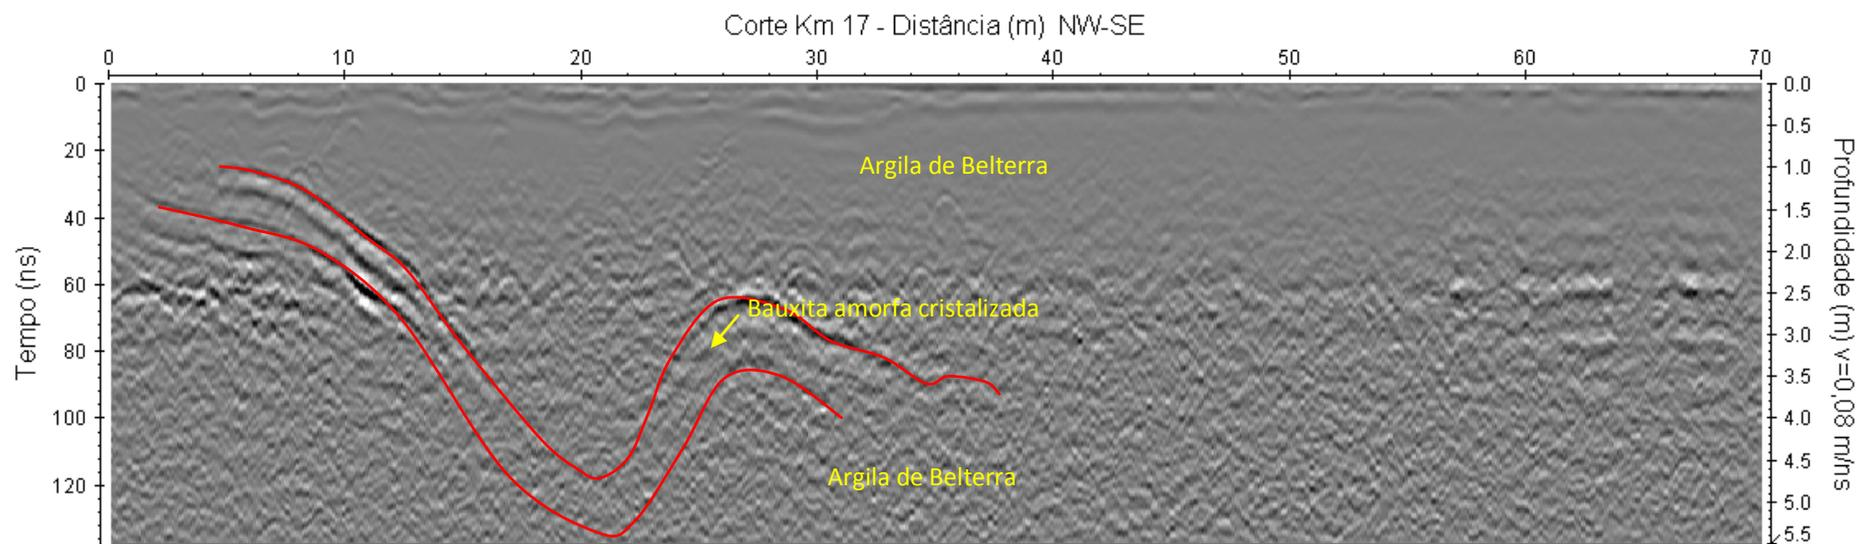 Corte Km 17 - Distância (m) NW-SE
0 10 20 30 40 50 60 70
0
20
40
60
80
100
120
Tempo (ns)
Argila de Belterra
Bauxita amorfa cristalizada
Argila de Belterra
0.0
0.5
1.0
1.5
2.0
2.5
3.0
3.5
4.0
4.5
5.0
5.5
Profundidade (m) v=0,08 m/ns